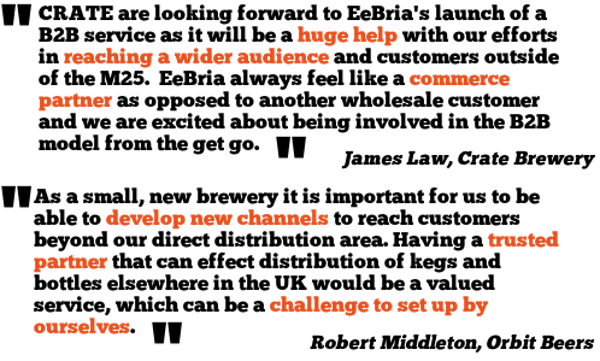 " CRATE are looking forward to EeBria's launch of a
B2B service as it will be a huge help with our efforts
in reaching a wider audience and customers outside
of the M25.  EeBria always feel like a commerce
partner as opposed to another wholesale customer
and we are excited about being involved in the B2B
model from the get go. "
James Law, Crate Brewery
" As a small, new brewery it is important for us to be
able to develop new channels to reach customers
beyond our direct distribution area. Having a trusted
partner that can effect distribution of kegs and
bottles elsewhere in the UK would be a valued
service, which can be a challenge to set up by
ourselves. "
Robert Middleton, Orbit Beers